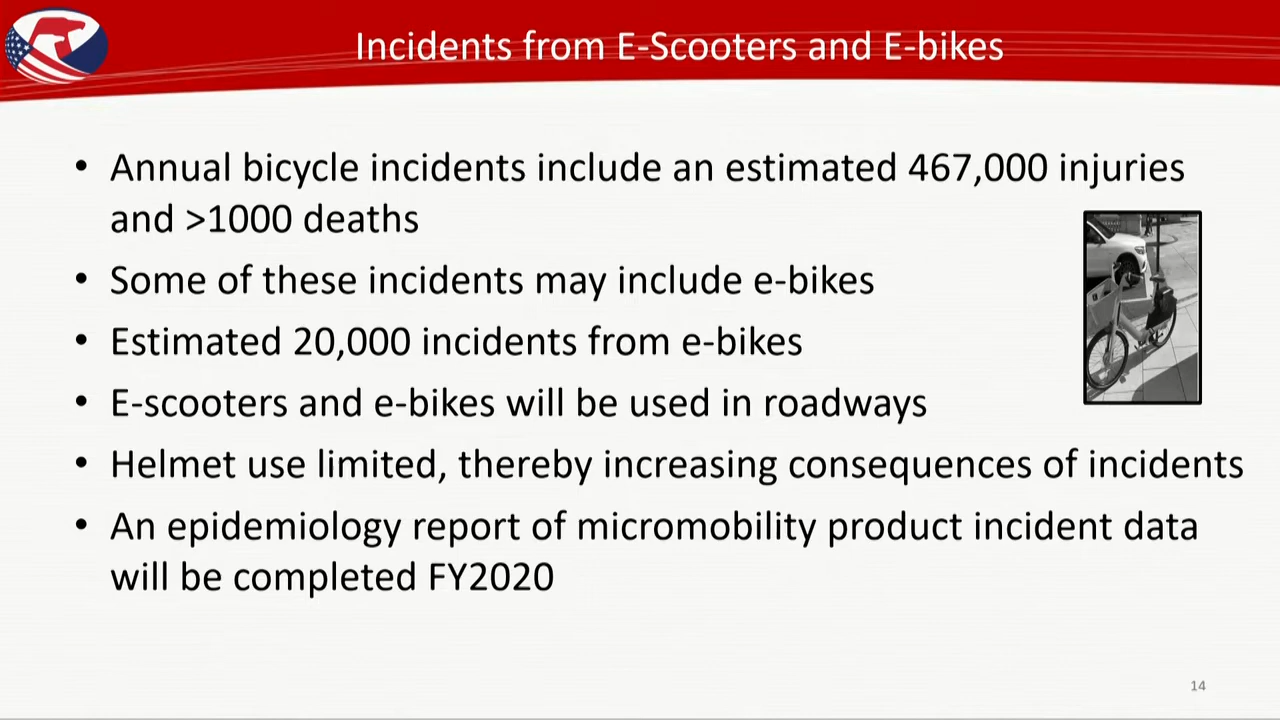 Incidents from E-Scooters and E-bikes
• Annual bicycle incidents include an estimated 467,000 injuries
and >1000 deaths
• Some of these incidents may include e-bikes
• Estimated 20,000 incidents from e-bikes
• E-scooters and e-bikes will be used in roadways
• Helmet use limited, thereby increasing consequences of incidents
• An epidemiology report of micromobility product incident data
will be completed FY2020
14